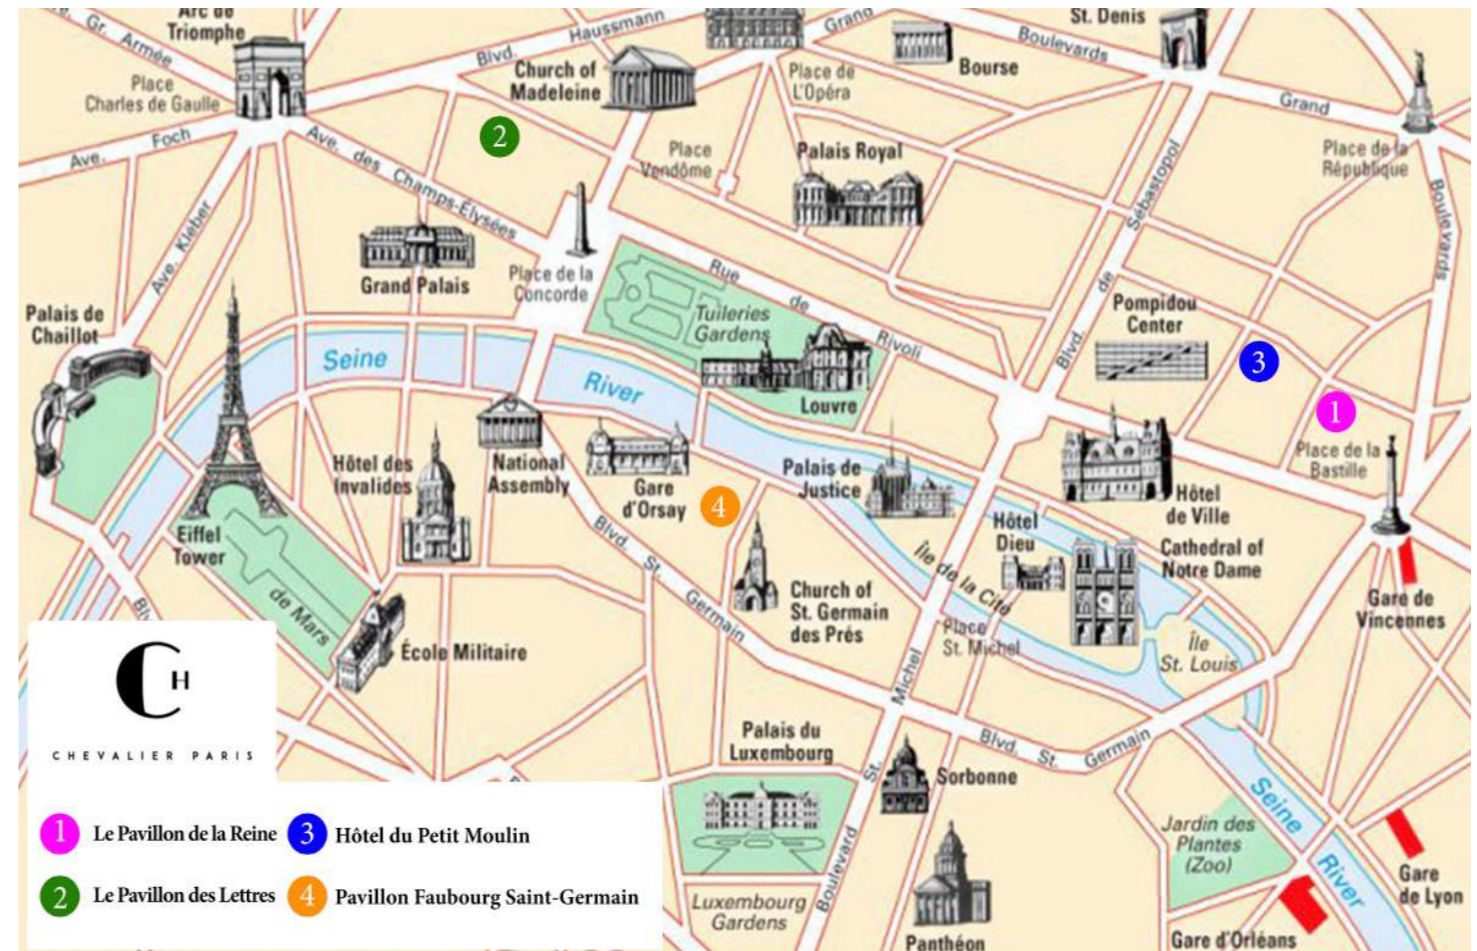 Arc de
Triomphe
Gr. Armée
Place
Charles de Gaulle
Ave. Foch
Ave. Kléber
Ave. des Champs-Elysées
Blvd. Haussmann
Church of
Madeleine
Grand Boulevards
Place de
L'Opéra
Bourse
St. Denis
Grand
Boulevards
Place de la
République
Place
Vendôme
Palais Royal
Blvd. de Sébastopol
2
Grand Palais
Place de la
Concorde
Tuileries
Gardens
Rue de Rivoli
Louvre
Pompidou
Center
3
1
Place de la
Bastille
Palais de
Chaillot
Seine River
Eiffel
Tower
Hôtel des
Invalides
National
Assembly
Gare
d'Orsay
4
Palais de
Justice
Hôtel
de Ville
Hôtel
Dieu
Cathedral of
Notre Dame
Île de la Cité
Île
St. Louis
Gare de
Vincennes
Church of
St. Germain
des Prés
Blvd. St. Germain
Place
St. Michel
de Mars
École Militaire
Palais du
Luxembourg
Boulevard St. Michel
Sorbonne
Blvd. St. Germain
Luxembourg
Gardens
Panthéon
Jardin des
Plantes
(Zoo)
Seine River
Gare
de Lyon
Gare d'Orléans
CH
CHEVALIER PARIS
1 Le Pavillon de la Reine
3 Hôtel du Petit Moulin
2 Le Pavillon des Lettres
4 Pavillon Faubourg Saint-Germain